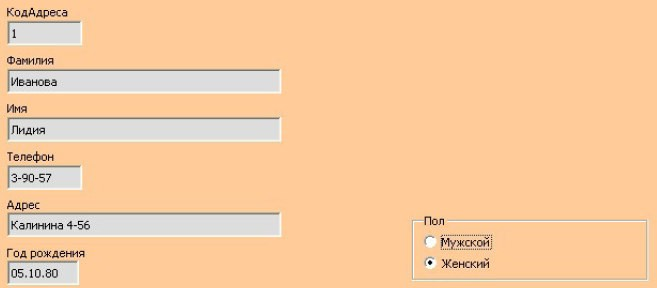 КодАдреса
1
Фамилия
Иванова
Имя
Лидия
Телефон
3-90-57
Адрес
Калинина 4-56
Год рождения
05.10.80
Пол
Мужской
Женский